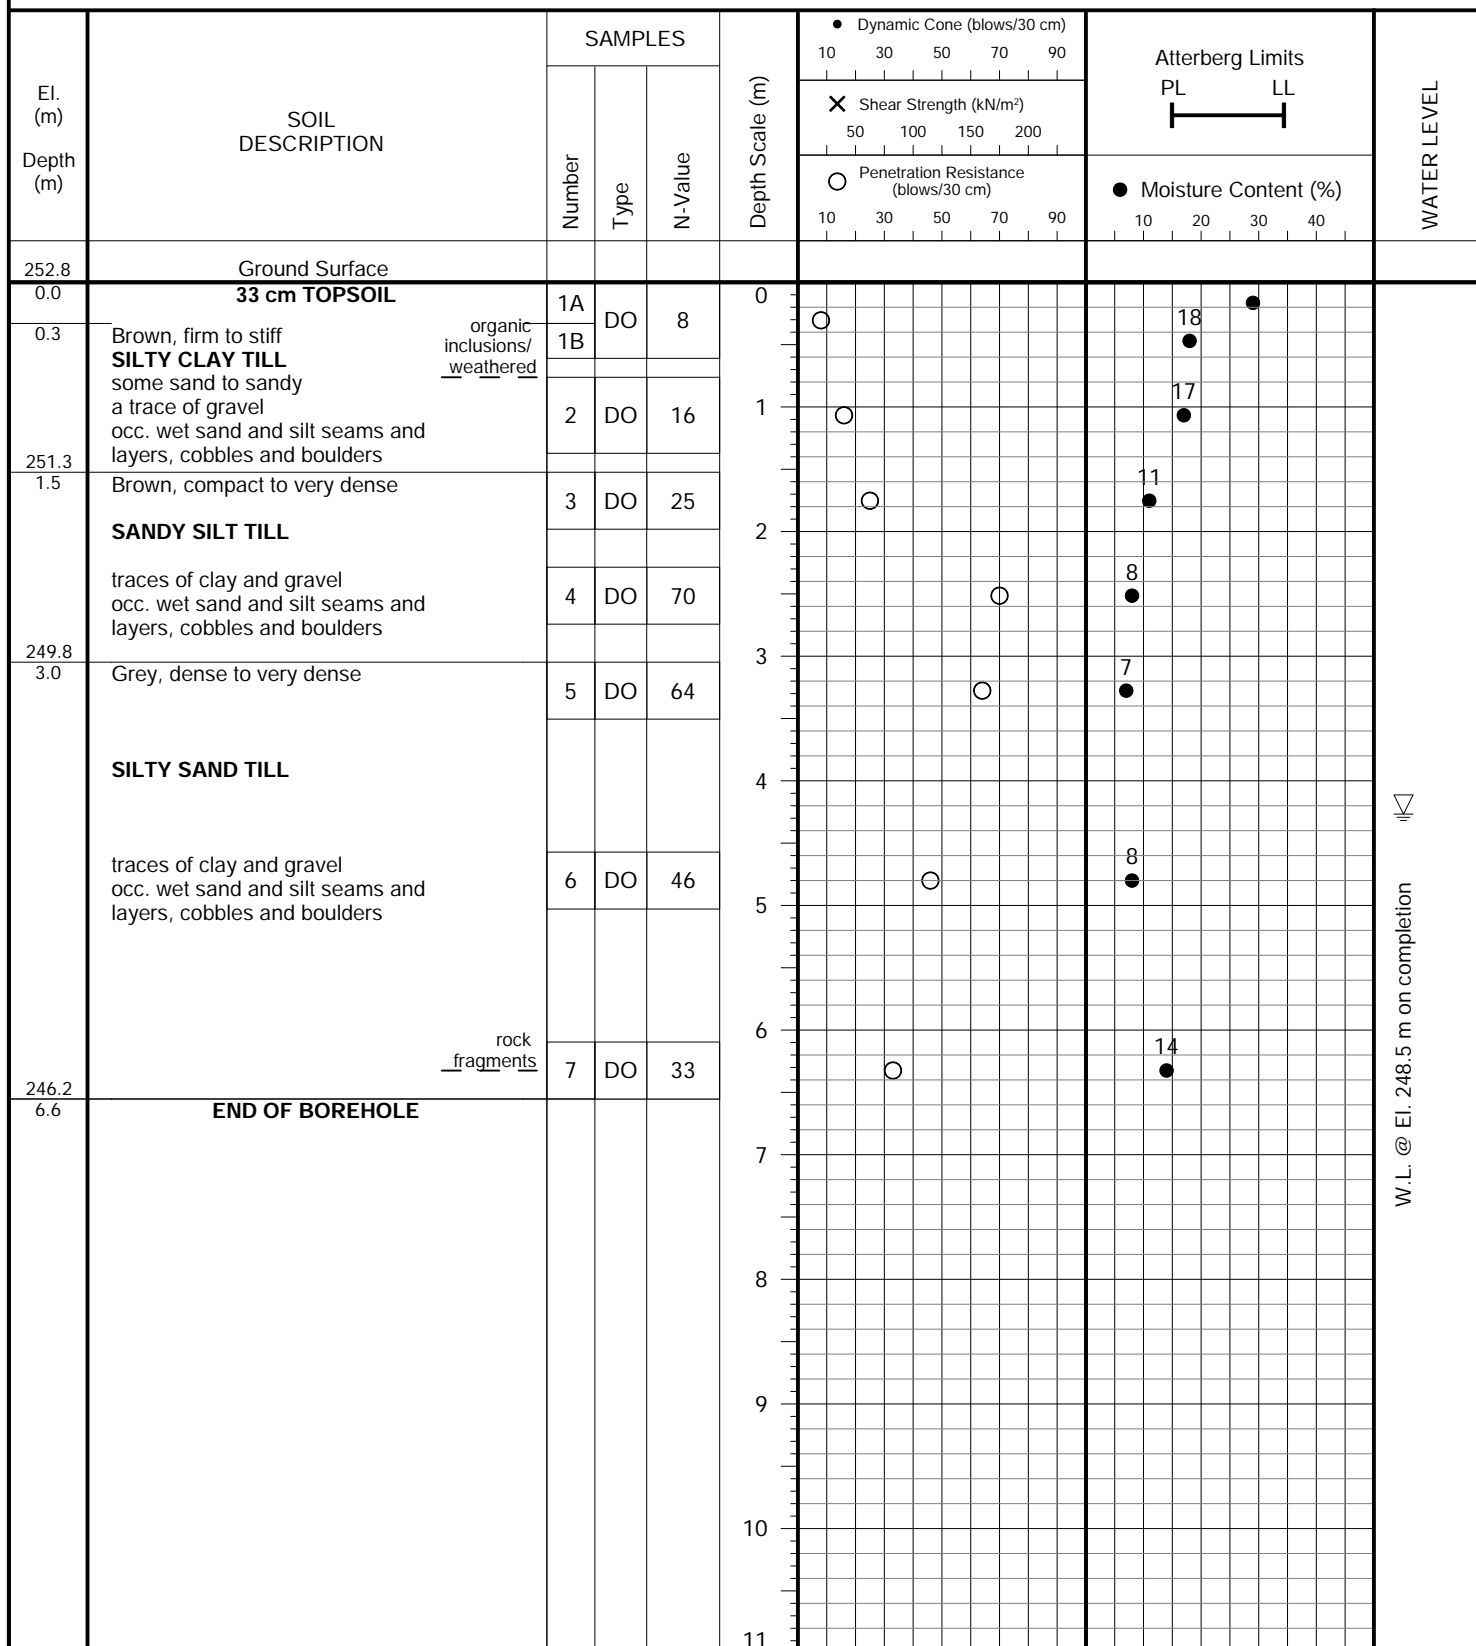 El.
(m)
Depth
(m)
SOIL
DESCRIPTION
SAMPLES
Number
Type
N-Value
Depth Scale (m)
Dynamic Cone (blows/30 cm)
10 30 50 70 90
Shear Strength (kN/m²)
50 100 150 200
Penetration Resistance
(blows/30 cm)
10 30 50 70 90
Atterberg Limits
PL LL
Moisture Content (%)
10 20 30 40
WATER LEVEL
252.8 Ground Surface
0.0 33 cm TOPSOIL
0.3 Brown, firm to stiff
SILTY CLAY TILL
some sand to sandy
a trace of gravel
occ. wet sand and silt seams and
layers, cobbles and boulders
organic
inclusions/
weathered
1A
1B
DO 8
18
2 DO 16
17
251.3
1.5 Brown, compact to very dense
SANDY SILT TILL
traces of clay and gravel
occ. wet sand and silt seams and
layers, cobbles and boulders
3 DO 25
11
4 DO 70
8
249.8
3.0 Grey, dense to very dense
SILTY SAND TILL
traces of clay and gravel
occ. wet sand and silt seams and
layers, cobbles and boulders
5 DO 64
7
6 DO 46
8
rock
fragments
7 DO 33
14
246.2
6.6 END OF BOREHOLE
0
1
2
3
4
5
6
7
8
9
10
11
W.L. @ El. 248.5 m on completion